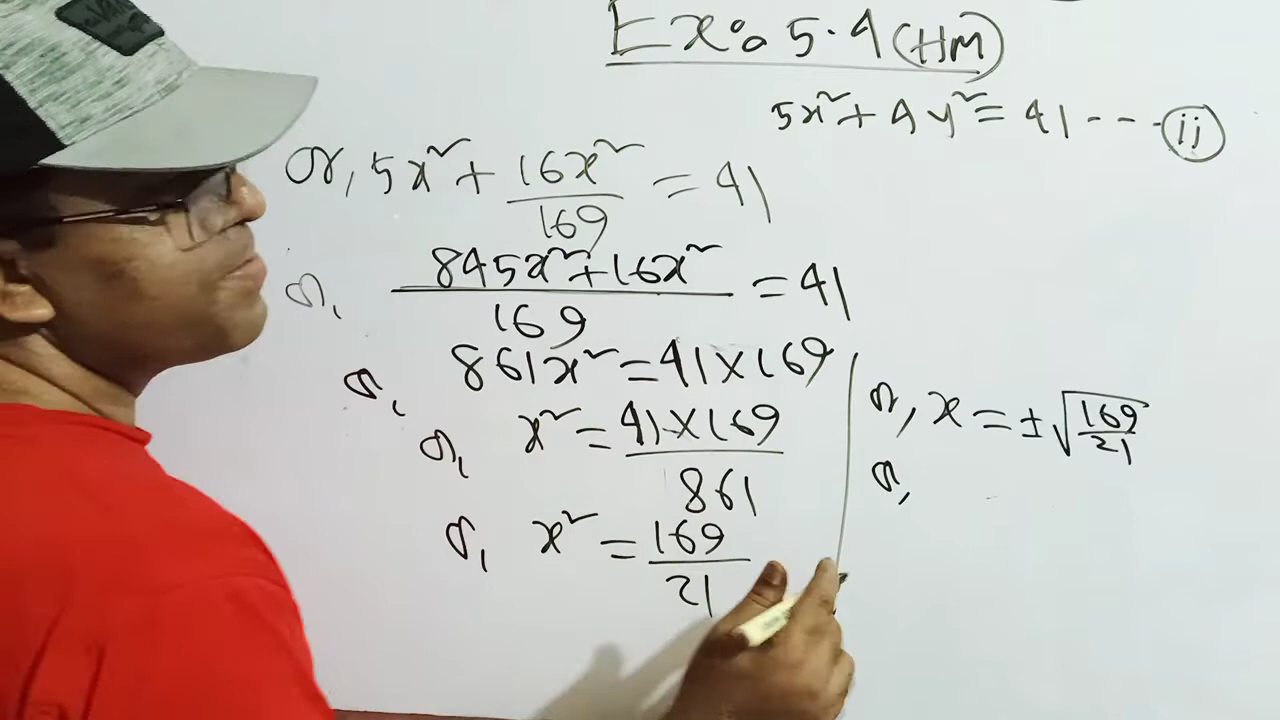 Ex: 5.4 (HM)
5x² + 4y² = 41 --- (ii)
or, 5x² + 16x²/169 = 41
or, (845x² + 16x²)/169 = 41
or, 861x² = 41 × 169
or, x² = (41 × 169)/861
or, x² = 169/21
or, x = ±√(169/21)
or,